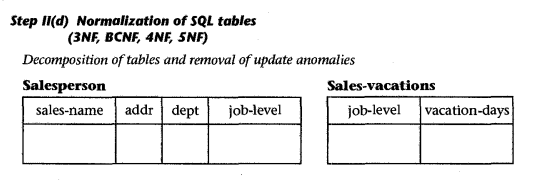 Step II(d) Normalization of SQL tables
(3NF, BCNF, 4NF, 5NF)
Decomposition of tables and removal of update anomalies
Salesperson Sales-vacations
sales-name addr dept job-level job-level vacation-days